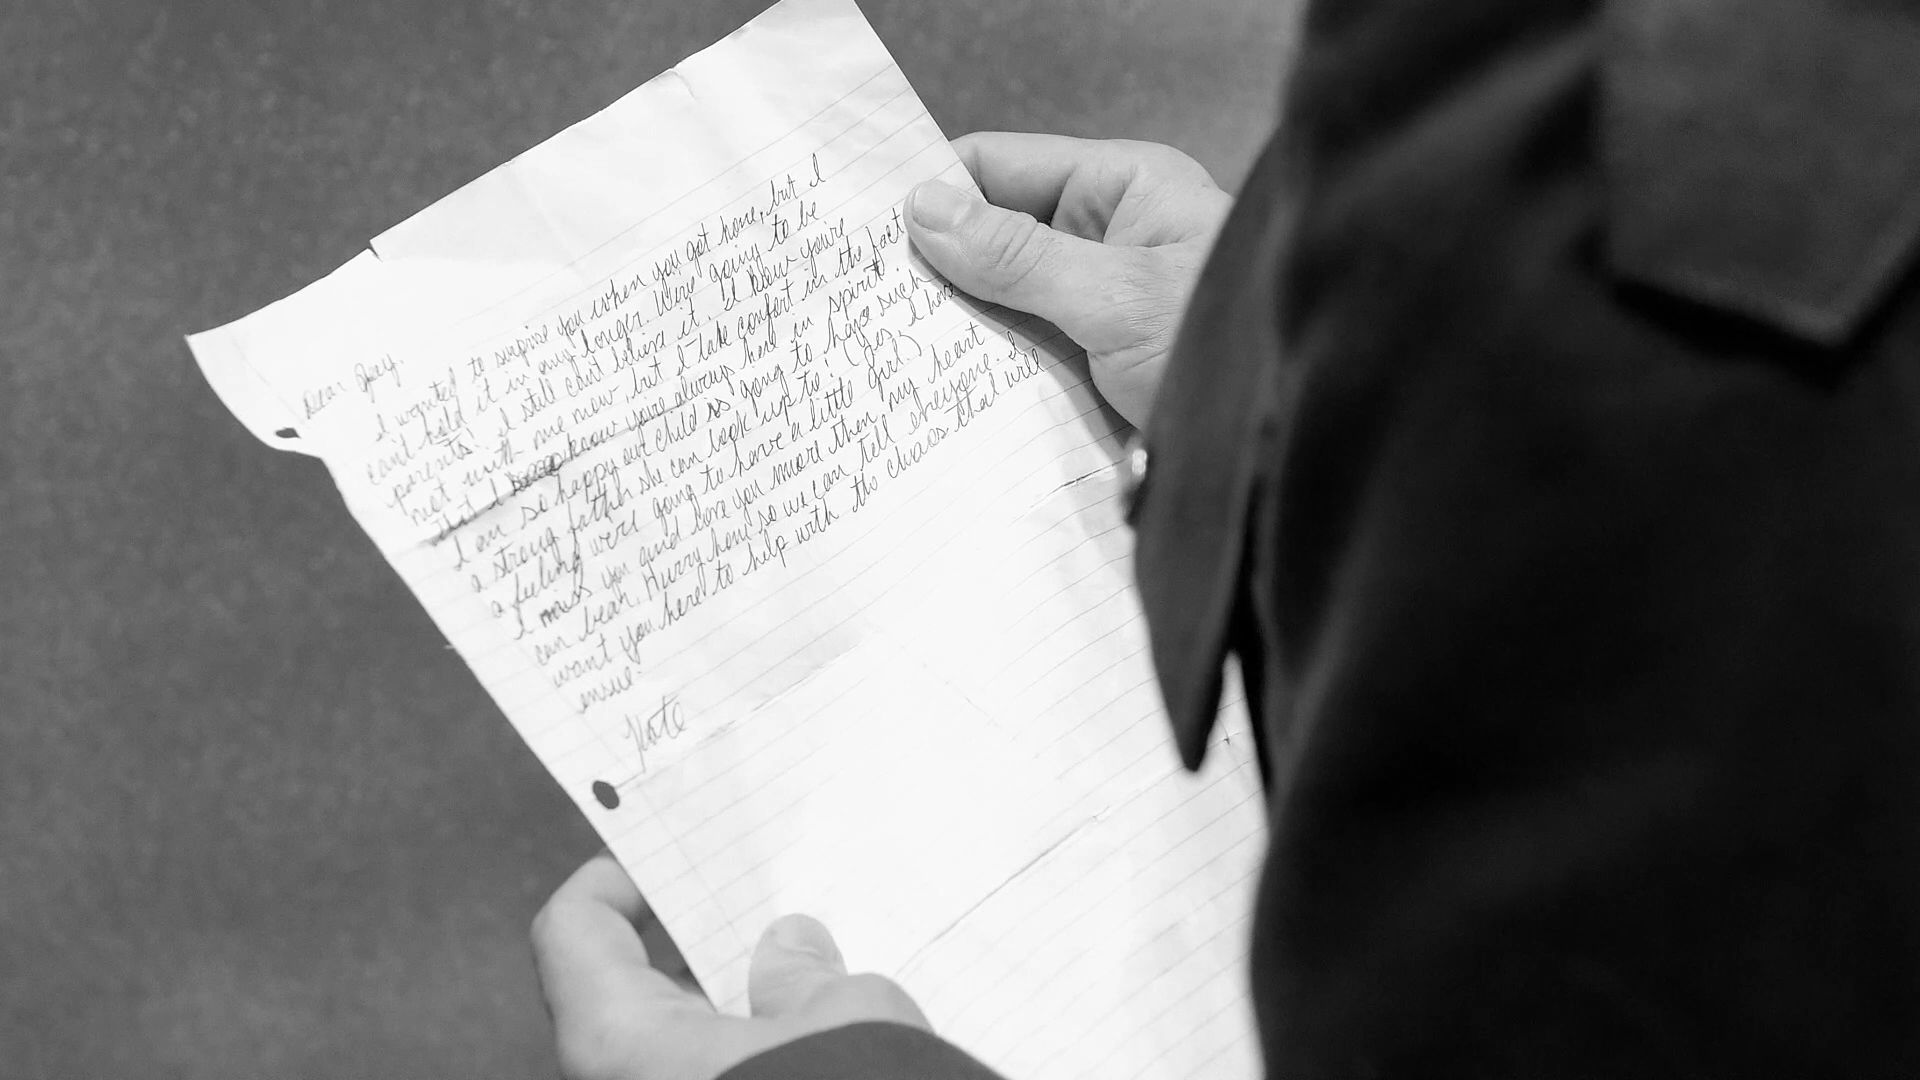 Dear Joey,
I wanted to surprise you when you got home, but I
can't hold it in any longer. We're going to be
parents! I still can't believe it. I know you're
not with me now, but I take comfort in the fact
that I know you're always here in spirit
I am so happy our child is going to have such
a strong father she can look up to! (Yes, I have
a feeling we're going to have a little girl.)
I miss you and love you more then my heart
can bear. Hurry home so we can tell everyone. I
want you here to help with the chaos that will
ensue.
Kate